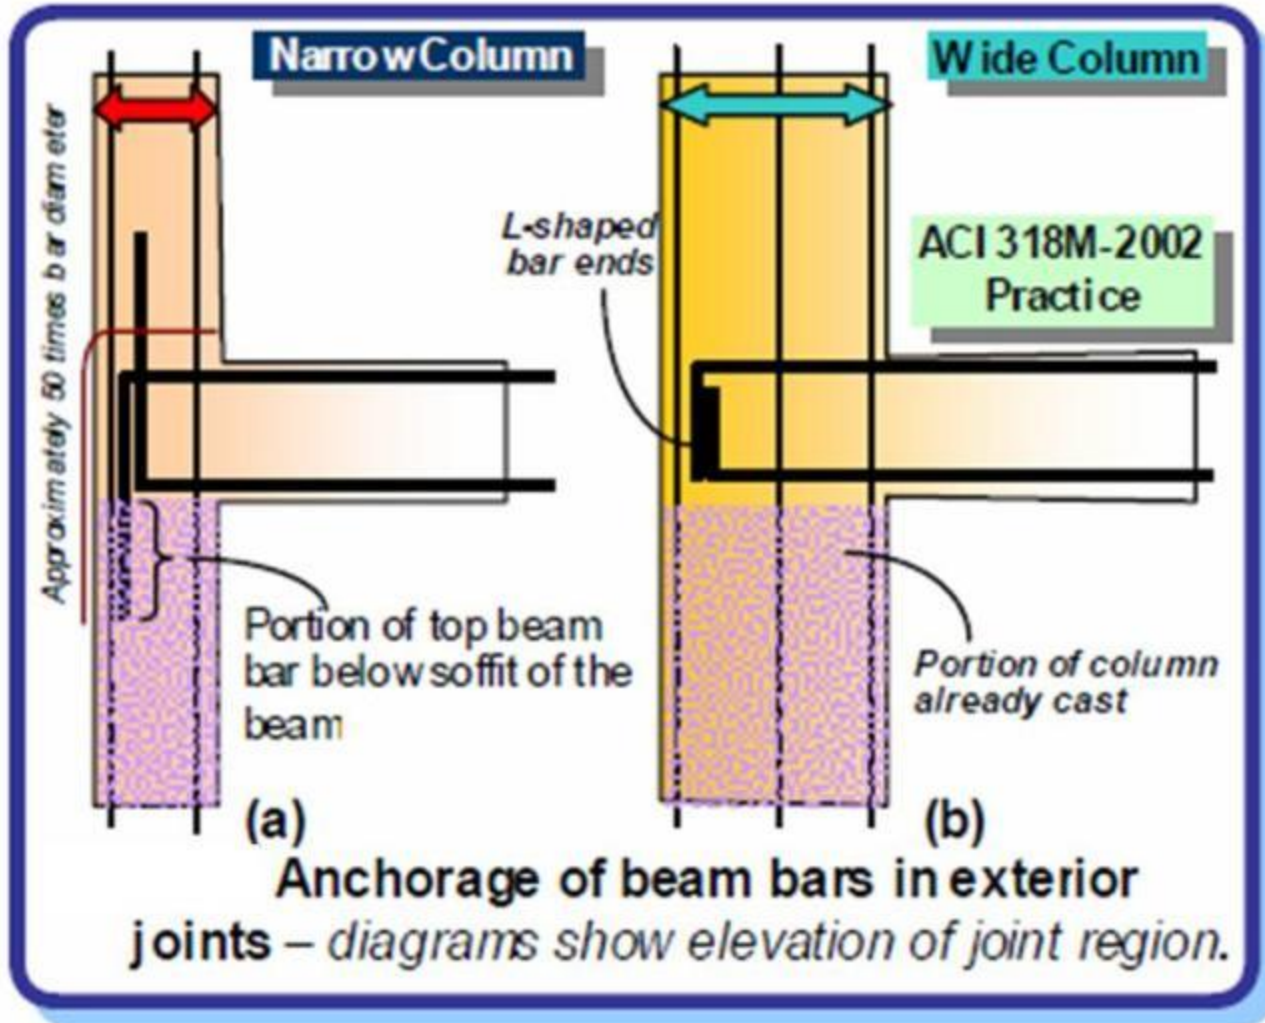 Narrow Column
Wide Column
Approximately 50 times bar diameter
L-shaped
bar ends
ACI 318M-2002
Practice
Portion of top beam
bar below soffit of the
beam
Portion of column
already cast
(a)
(b)
Anchorage of beam bars in exterior
joints – diagrams show elevation of joint region.